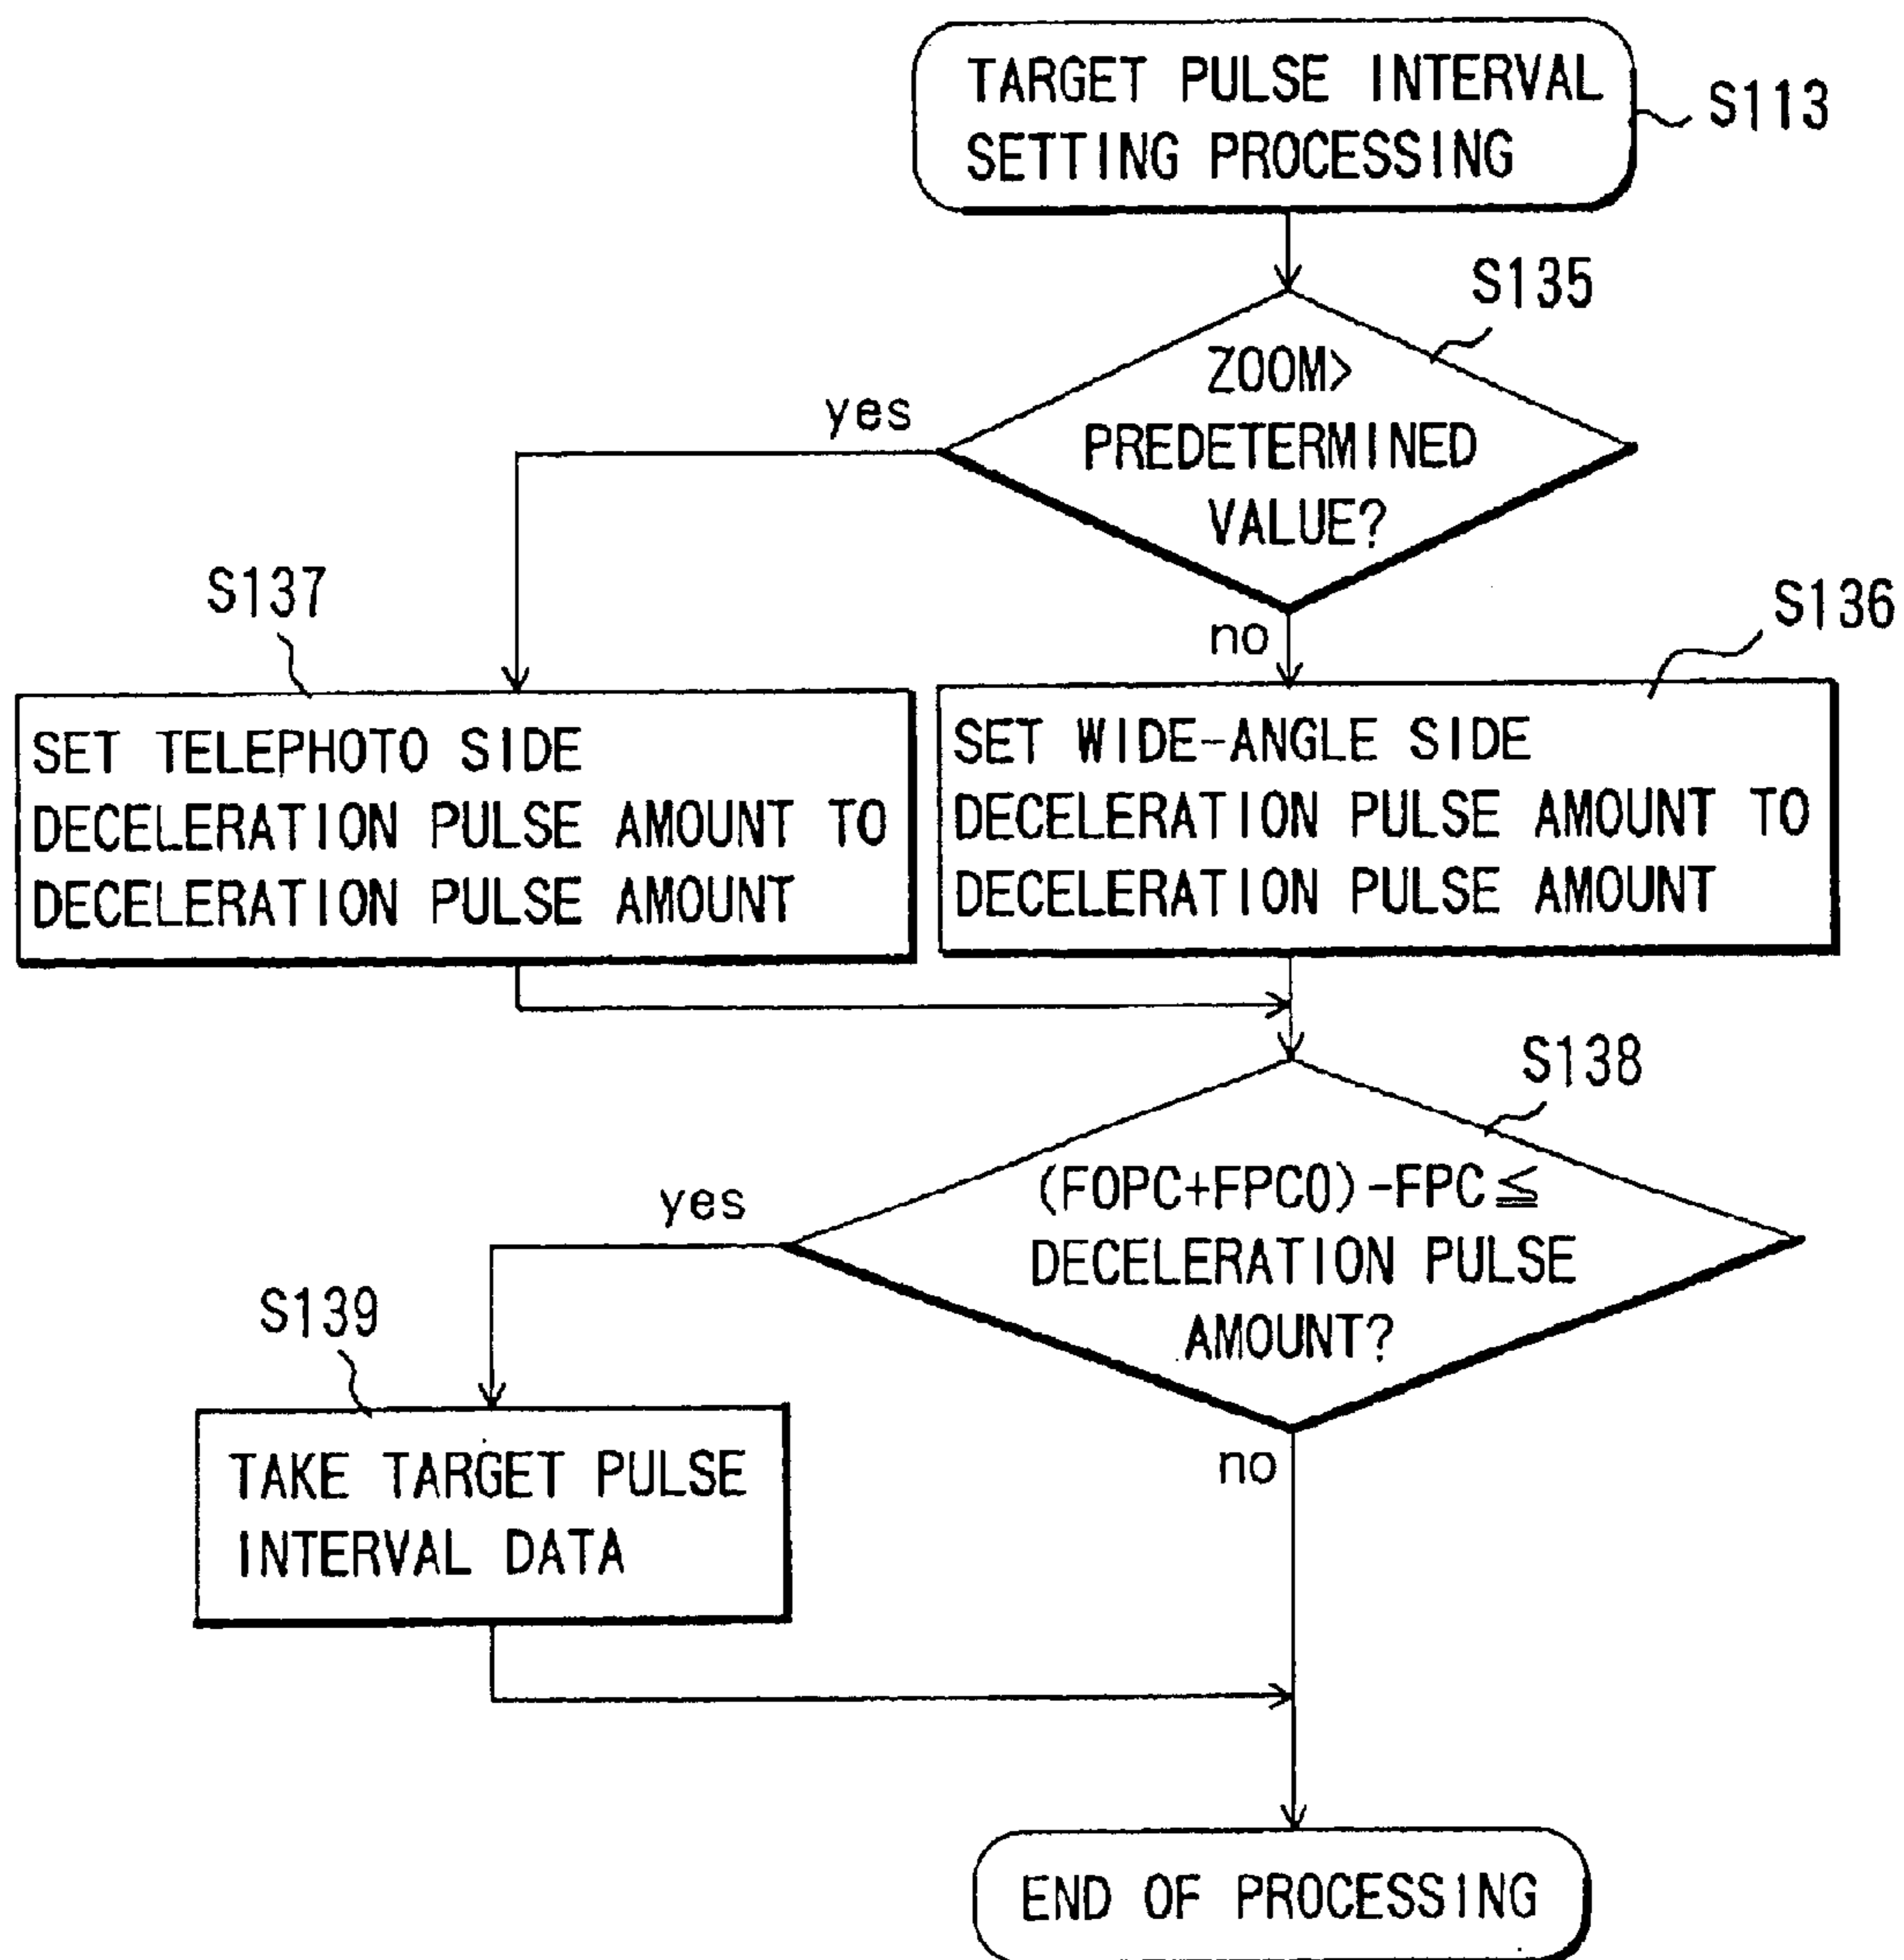 TARGET PULSE INTERVAL
SETTING PROCESSING
S113
S135
ZOOM>
PREDETERMINED
VALUE?
yes
no
S137
S136
SET TELEPHOTO SIDE
DECELERATION PULSE AMOUNT TO
DECELERATION PULSE AMOUNT
SET WIDE-ANGLE SIDE
DECELERATION PULSE AMOUNT TO
DECELERATION PULSE AMOUNT
S138
(FOPC+FPC0)-FPC≦
DECELERATION PULSE
AMOUNT?
yes
no
S139
TAKE TARGET PULSE
INTERVAL DATA
END OF PROCESSING